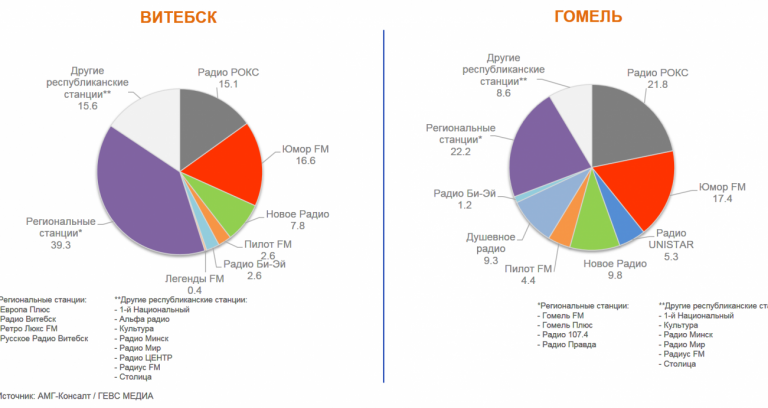 ВИТЕБСК
Другие
республиканские
станции**
15.6
Радио РОКС
15.1
Юмор FM
16.6
Новое Радио
7.8
Пилот FM
2.6
Радио Би-Эй
2.6
Легенды FM
0.4
Региональные
станции*
39.3
Региональные станции:
Европа Плюс
Радио Витебск
Ретро Люкс FM
Русское Радио Витебск
**Другие республиканские станции:
- 1-й Национальный
- Альфа радио
- Культура
- Радио Минск
- Радио Мир
- Радио ЦЕНТР
- Радиус FM
- Столица
Источник: АМГ-Консалт / ГЕВС МЕДИА
ГОМЕЛЬ
Другие
республиканские
станции**
8.6
Радио РОКС
21.8
Юмор FM
17.4
Радио
UNISTAR
5.3
Новое Радио
9.8
Пилот FM
4.4
Душевное
радио
9.3
Радио Би-Эй
1.2
Региональные
станции*
22.2
*Региональные станции:
- Гомель FM
- Гомель Плюс
- Радио 107.4
- Радио Правда
**Другие республиканские ста
- 1-й Национальный
- Культура
- Радио Минск
- Радио Мир
- Радиус FM
- Столица